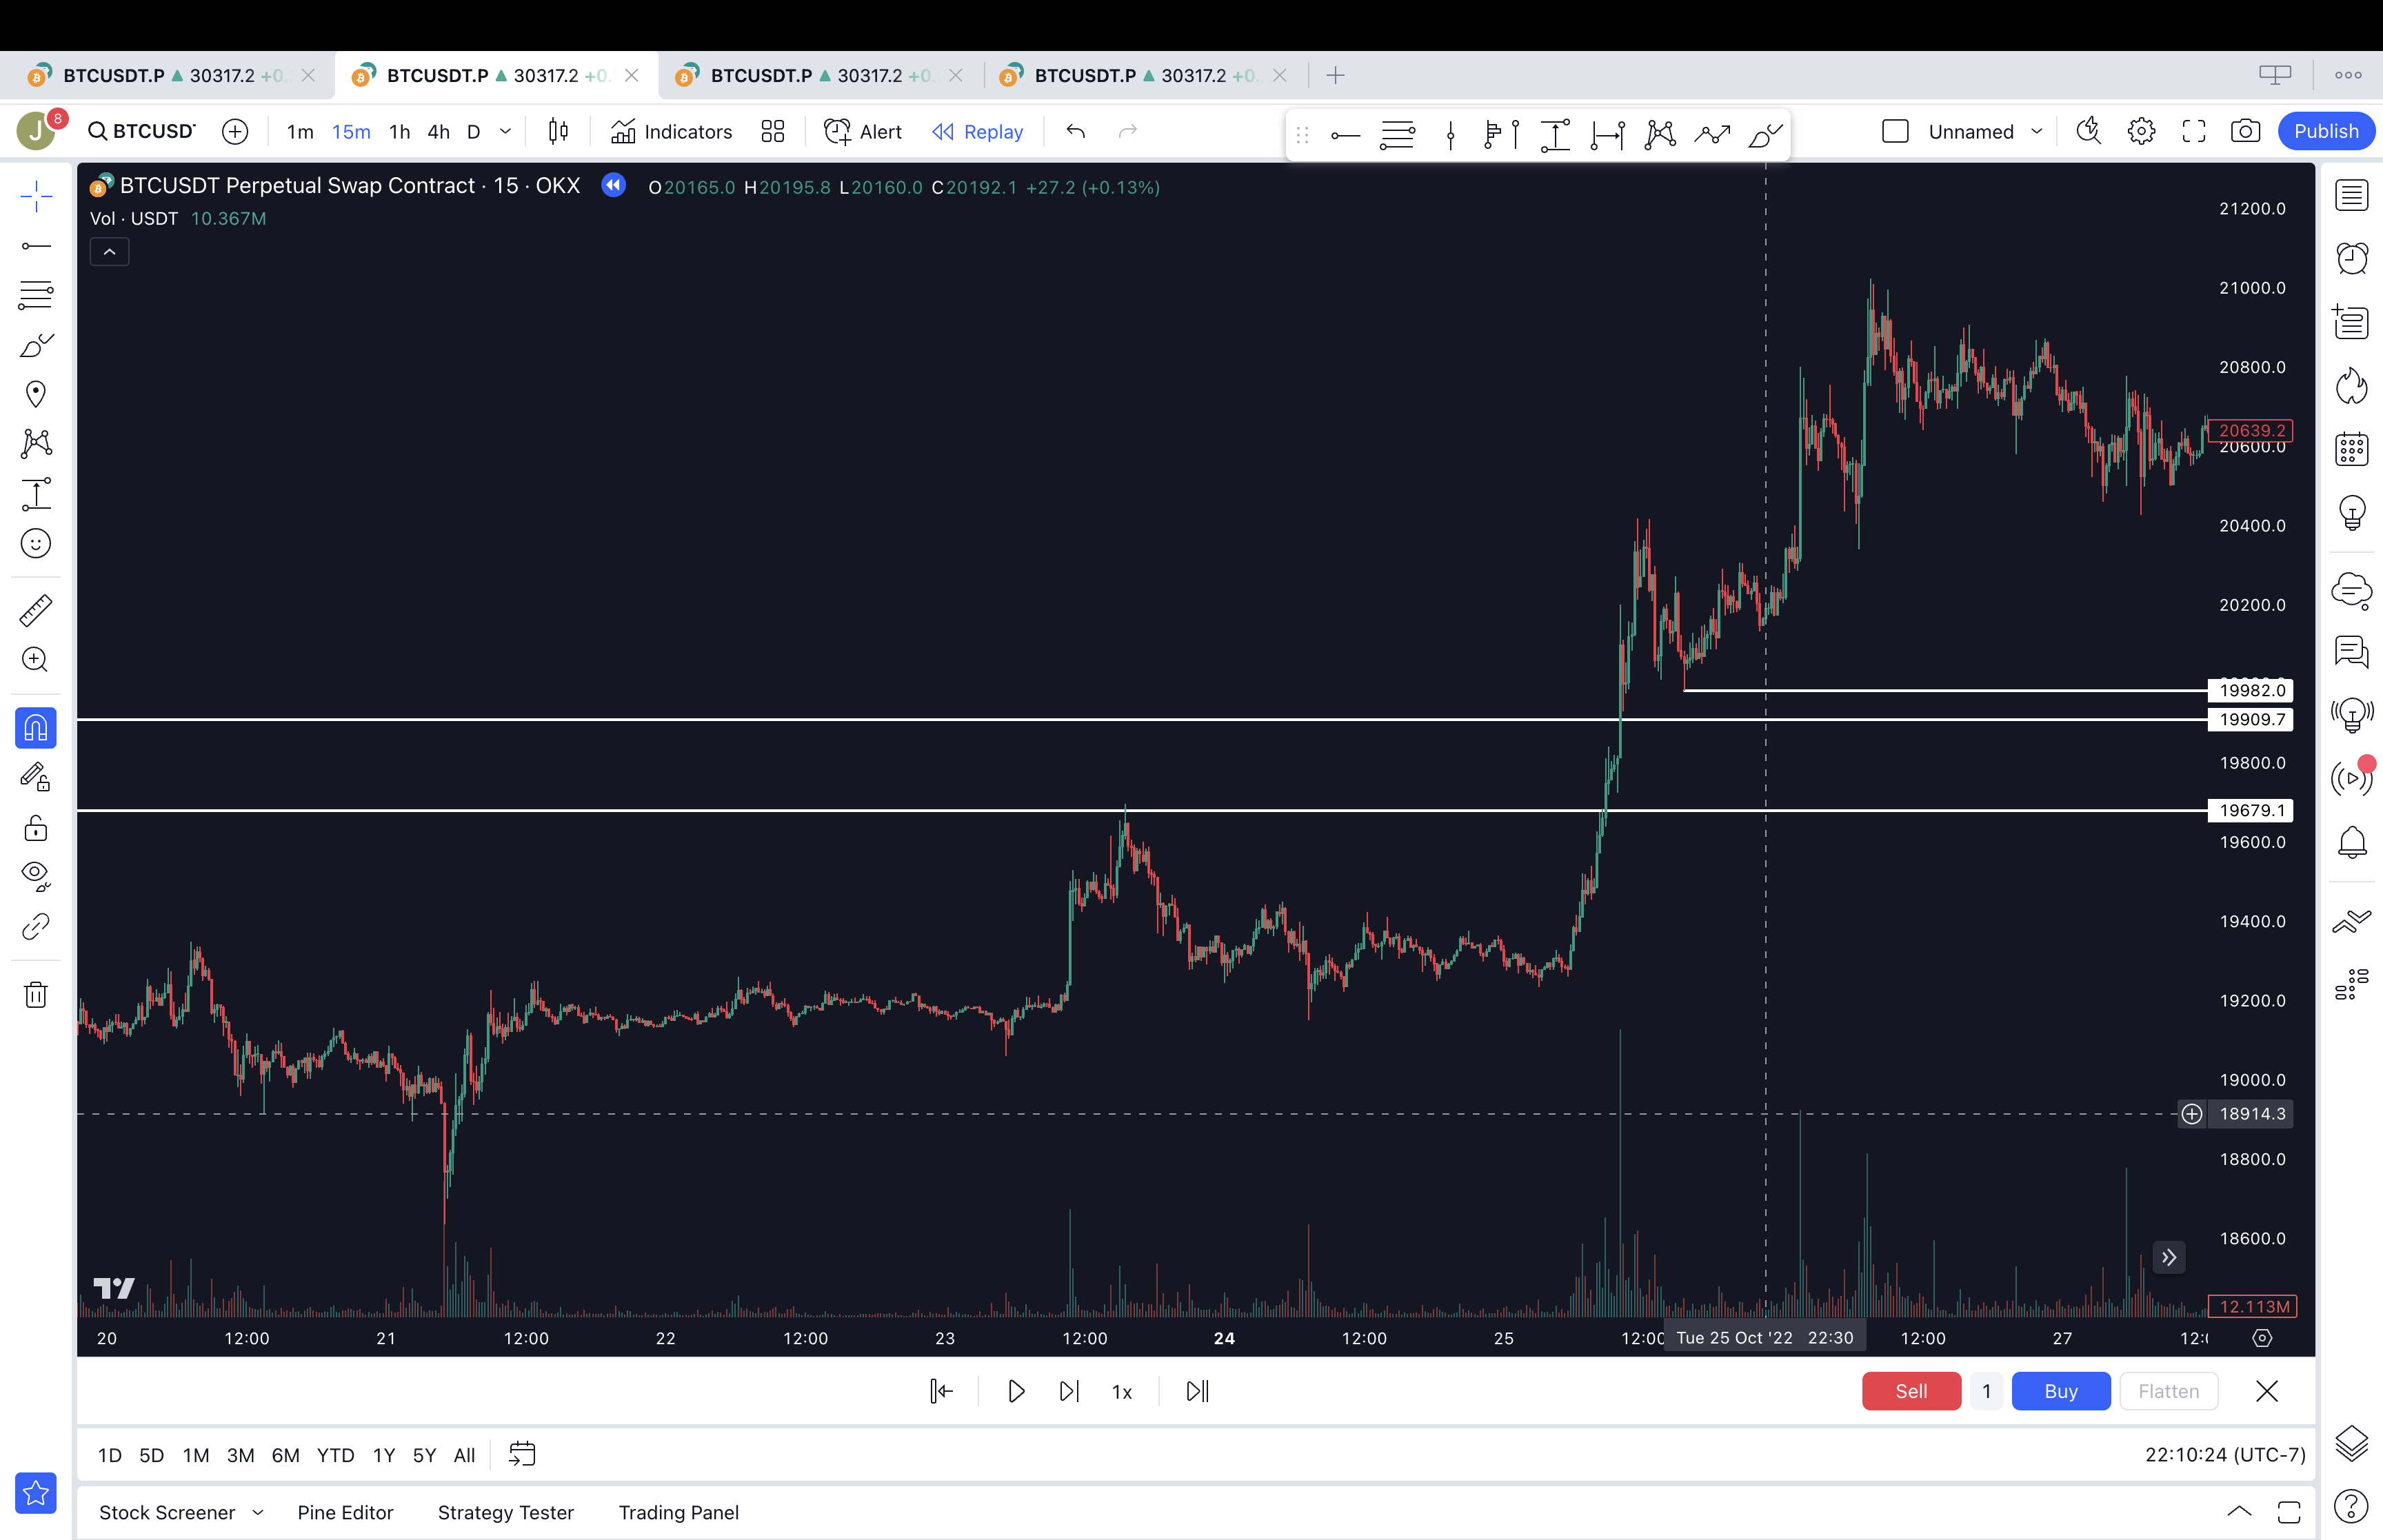 BTCUSDT.P 30317.2 +0. BTCUSDT.P 30317.2 +0. BTCUSDT.P 30317.2 +0. BTCUSDT.P 30317.2 +0.
J 8 BTCUSD 1m 15m 1h 4h D Indicators Alert Replay Unnamed Publish
BTCUSDT Perpetual Swap Contract · 15 · OKX O20165.0 H20195.8 L20160.0 C20192.1 +27.2 (+0.13%)
Vol · USDT 10.367M
21200.0
21000.0
20800.0
20639.2
20600.0
20400.0
20200.0
19982.0
19909.7
19800.0
19679.1
19600.0
19400.0
19200.0
19000.0
18914.3
18800.0
18600.0
12.113M
20 12:00 21 12:00 22 12:00 23 12:00 24 12:00 25 12:00 Tue 25 Oct '22 22:30 12:00 27 12:0
1x Sell 1 Buy Flatten
1D 5D 1M 3M 6M YTD 1Y 5Y All 22:10:24 (UTC-7)
Stock Screener Pine Editor Strategy Tester Trading Panel